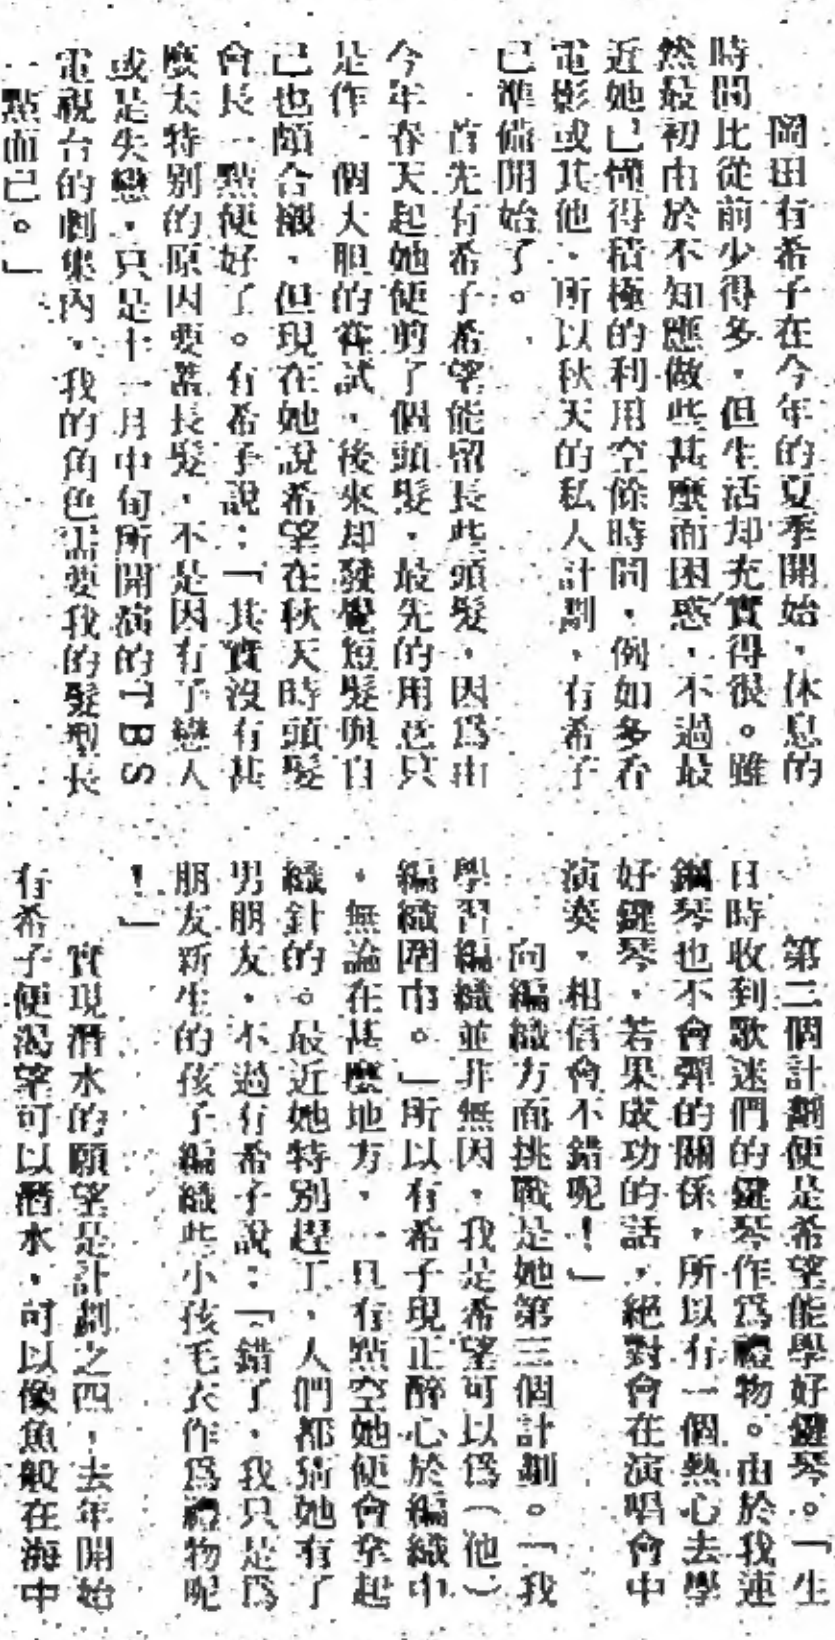 岡田有希子在今年的夏季開始，休息的
時間比從前少得多，但生活却充實得很。雖
然最初由於不知應做些甚麼而困惑，不過最
近她已懂得積極的利用空餘時間，例如多看
電影或其他，所以秋天的私人計劃，有希子
已準備開始了。
首先有希子希望能留長些頭髮，因爲由
今年春天起她便剪了個頭髮，最先的用意只
是作一個大胆的嘗試，後來却發覺短髮與自
己也頗合襯，但現在她說希望在秋天時頭髮
會長一點便好了。有希子說：「其實沒有甚
麼太特別的原因要蓄長髮，不是因有了戀人
或是失戀，只是十一月中旬所開演的TBS
電視台的劇集內，我的角色需要我的髮型長
一點而已。」
第二個計劃便是希望能學好鍵琴。「生
日時收到歌迷們的鍵琴作爲禮物。由於我連
鋼琴也不會彈的關係，所以有一個熱心去學
好鍵琴，若果成功的話，絕對會在演唱會中
演奏，相信會不錯呢！」
向編織方面挑戰是她第三個計劃。「我
學習編織並非無因，我是希望可以爲（他）
編織圍巾。」所以有希子現正醉心於編織中
，無論在甚麼地方，一旦有點空她便會拿起
織針的。最近她特別趕工，人們都猜她有了
男朋友，不過有希子說：「錯了，我只是爲
朋友新生的孩子編織些小孩毛衣作爲禮物呢
！」
實現潛水的願望是計劃之四，去年開始
有希子便渴望可以潛水，可以像魚般在海中